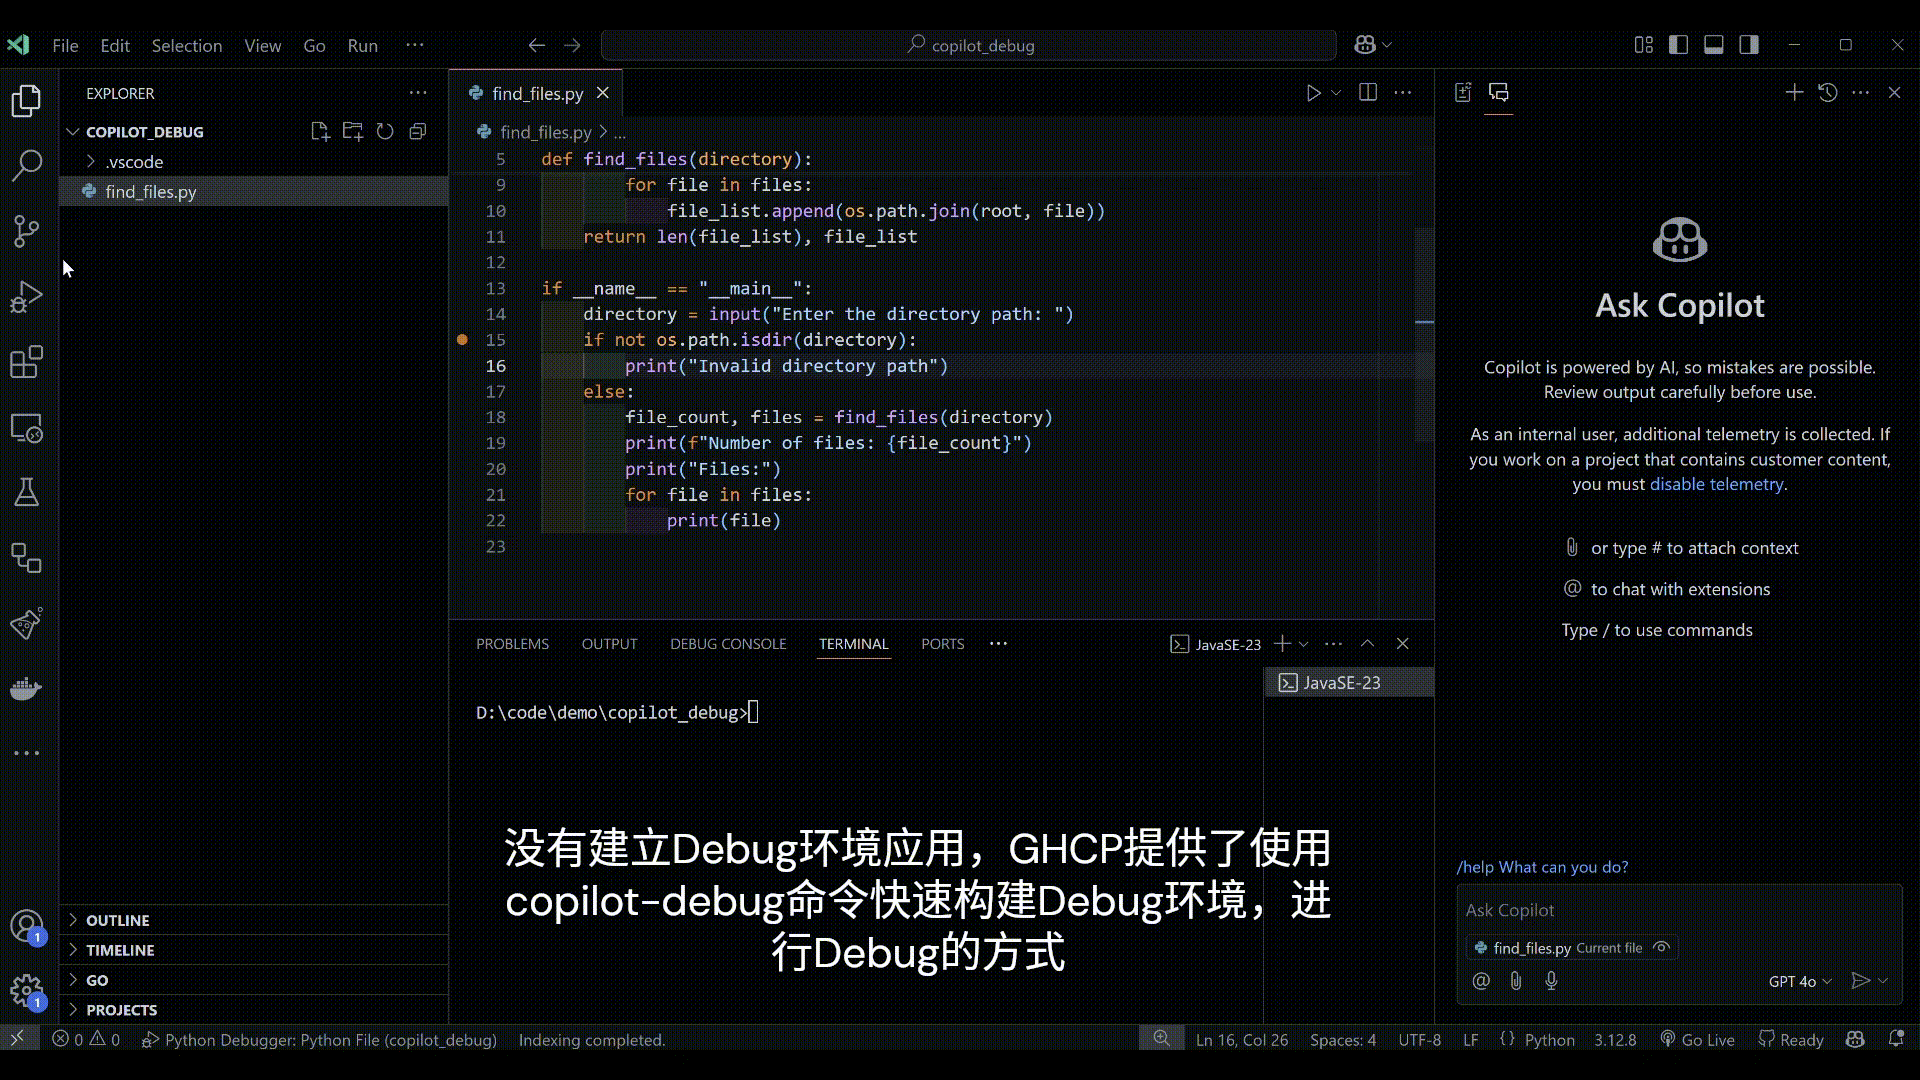 File Edit Selection View Go Run ···
copilot_debug
EXPLORER
COPILOT_DEBUG
.vscode
find_files.py
OUTLINE
TIMELINE
GO
PROJECTS
find_files.py
find_files.py > ...
5 def find_files(directory):
9 for file in files:
10 file_list.append(os.path.join(root, file))
11 return len(file_list), file_list
12
13 if __name__ == "__main__":
14 directory = input("Enter the directory path: ")
15 if not os.path.isdir(directory):
16 print("Invalid directory path")
17 else:
18 file_count, files = find_files(directory)
19 print(f"Number of files: {file_count}")
20 print("Files:")
21 for file in files:
22 print(file)
23
PROBLEMS OUTPUT DEBUG CONSOLE TERMINAL PORTS ···
JavaSE-23
JavaSE-23
D:\code\demo\copilot_debug>
没有建立Debug环境应用，GHCP提供了使用
copilot-debug命令快速构建Debug环境，进
行Debug的方式
Ask Copilot
Copilot is powered by AI, so mistakes are possible.
Review output carefully before use.
As an internal user, additional telemetry is collected. If
you work on a project that contains customer content,
you must disable telemetry.
or type # to attach context
@ to chat with extensions
Type / to use commands
/help What can you do?
Ask Copilot
find_files.py Current file
@
GPT 4o
1
1
0 0 Python Debugger: Python File (copilot_debug) Indexing completed.
Ln 16, Col 26 Spaces: 4 UTF-8 LF {} Python 3.12.8 Go Live Ready